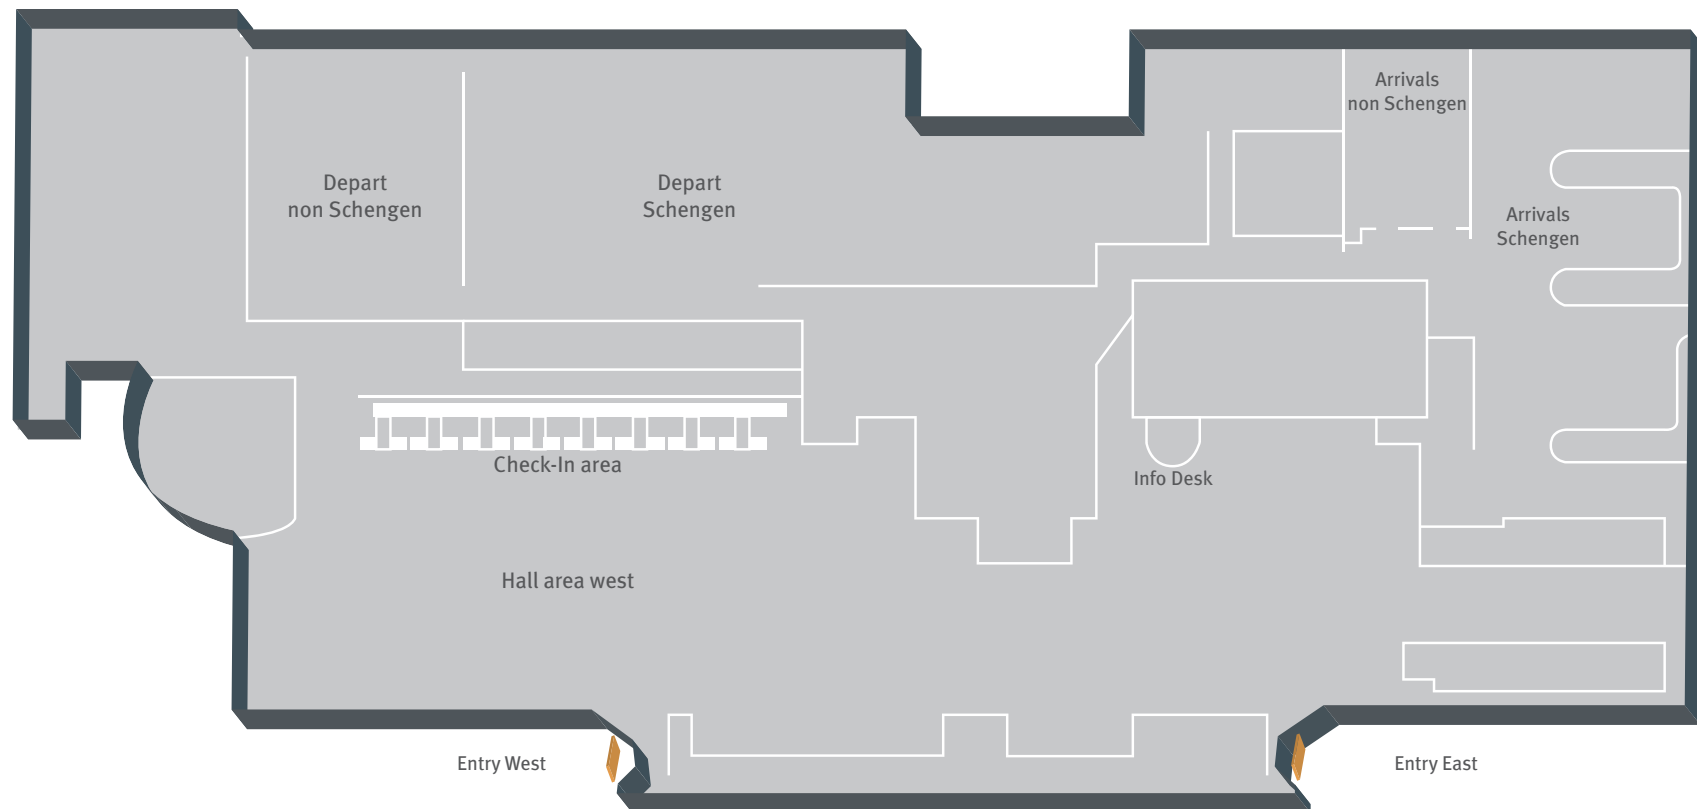 Arrivals
non Schengen
Depart
non Schengen
Depart
Schengen
Arrivals
Schengen
Check-In area
Info Desk
Hall area west
Entry West
Entry East